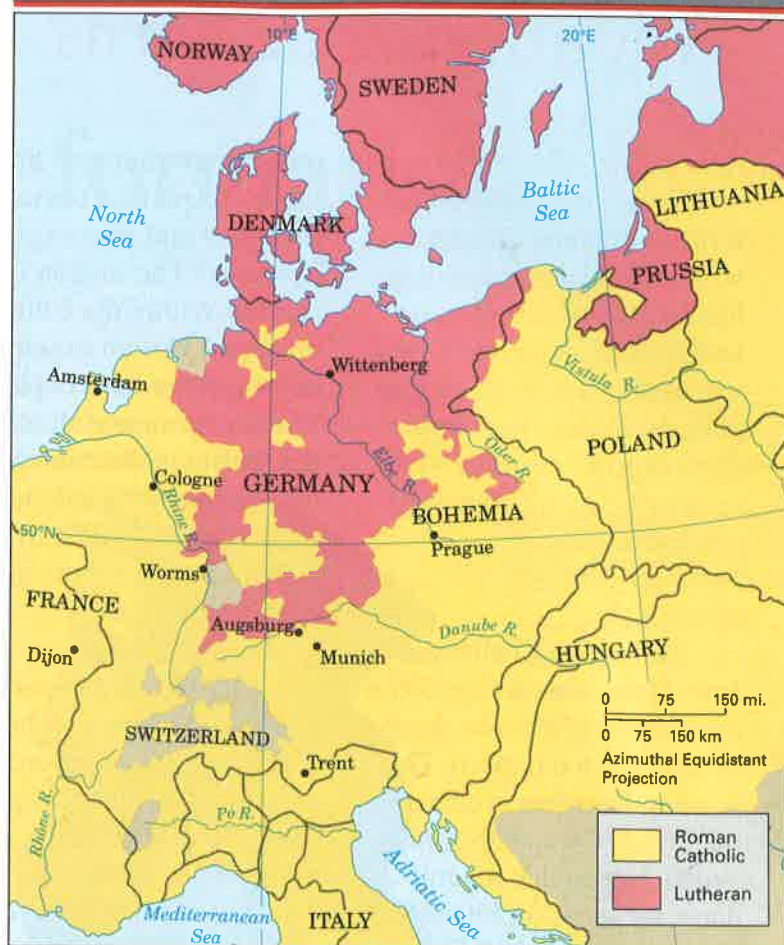 10°E
20°E
NORWAY
SWEDEN
North
Sea
DENMARK
Baltic
Sea
LITHUANIA
PRUSSIA
Amsterdam
Wittenberg
Vistula R.
POLAND
Elbe R.
Oder R.
Cologne
GERMANY
Rhine R.
BOHEMIA
50°N
Prague
Worms
FRANCE
Augsburg
Danube R.
Dijon
Munich
HUNGARY
0 75 150 mi.
0 75 150 km
Azimuthal Equidistant
Projection
SWITZERLAND
Trent
Rhône R.
Po R.
Adriatic Sea
Mediterranean
Sea
ITALY
Roman
Catholic
Lutheran